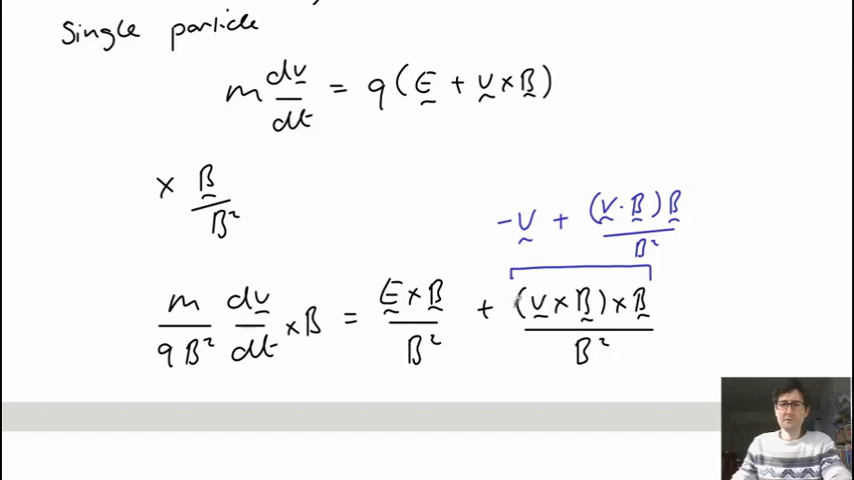 Single particle
m dv/dt = q(E + v×B)
× B/B²
-v + (v·B)B/B²
m/qB² dv/dt ×B = E×B/B² + (v×B)×B/B²